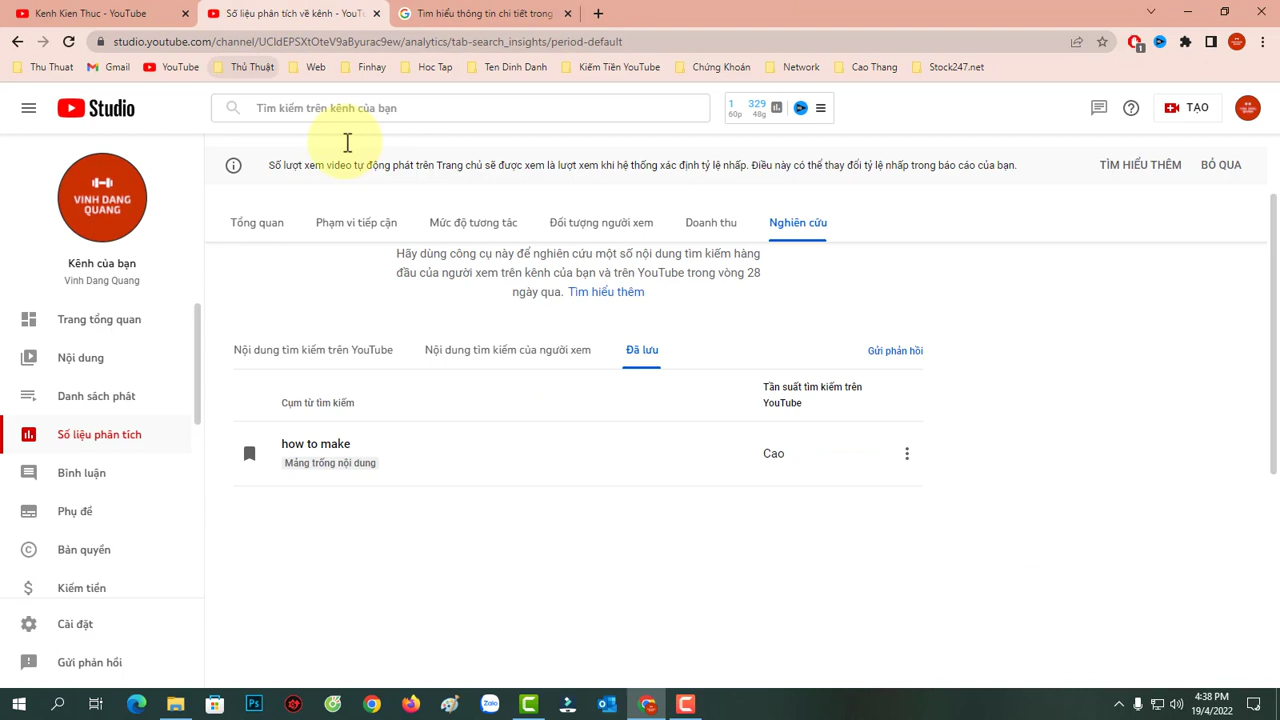 Kenh Kien Thuc - YouTube
Số liệu phân tích về kênh - YouTu
Tìm hiểu thông tin chi tiết trong
studio.youtube.com/channel/UCIdEPSXtOteV9aByurac9ew/analytics/tab-search_insights/period-default
1
Thu Thuat
Gmail
YouTube
Thủ Thuật
Web
Finhay
Hoc Tap
Ten Dinh Danh
Kiếm Tiền YouTube
Chứng Khoán
Network
Cao Thang
Stock247.net
Studio
Tìm kiếm trên kênh của bạn
1 329
60p 48g
TẠO
Số lượt xem video tự động phát trên Trang chủ sẽ được xem là lượt xem khi hệ thống xác định tỷ lệ nhấp. Điều này có thể thay đổi tỷ lệ nhấp trong báo cáo của bạn.
TÌM HIỂU THÊM
BỎ QUA
VINH DANG
QUANG
Kênh của bạn
Vinh Dang Quang
Trang tổng quan
Nội dung
Danh sách phát
Số liệu phân tích
Bình luận
Phụ đề
Bản quyền
Kiếm tiền
Cài đặt
Gửi phản hồi
Tổng quan
Phạm vi tiếp cận
Mức độ tương tác
Đối tượng người xem
Doanh thu
Nghiên cứu
Hãy dùng công cụ này để nghiên cứu một số nội dung tìm kiếm hàng
đầu của người xem trên kênh của bạn và trên YouTube trong vòng 28
ngày qua. Tìm hiểu thêm
Nội dung tìm kiếm trên YouTube
Nội dung tìm kiếm của người xem
Đã lưu
Gửi phản hồi
Cụm từ tìm kiếm
Tần suất tìm kiếm trên
YouTube
how to make
Mảng trống nội dung
Cao
Ps
Zalo
4:38 PM
19/4/2022